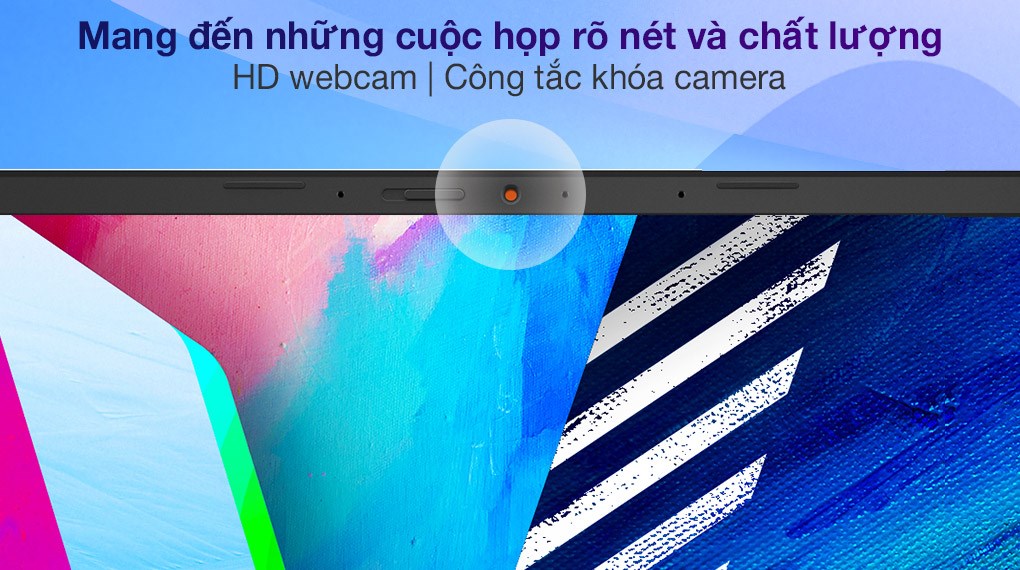 Mang đến những cuộc họp rõ nét và chất lượng
HD webcam | Công tắc khóa camera